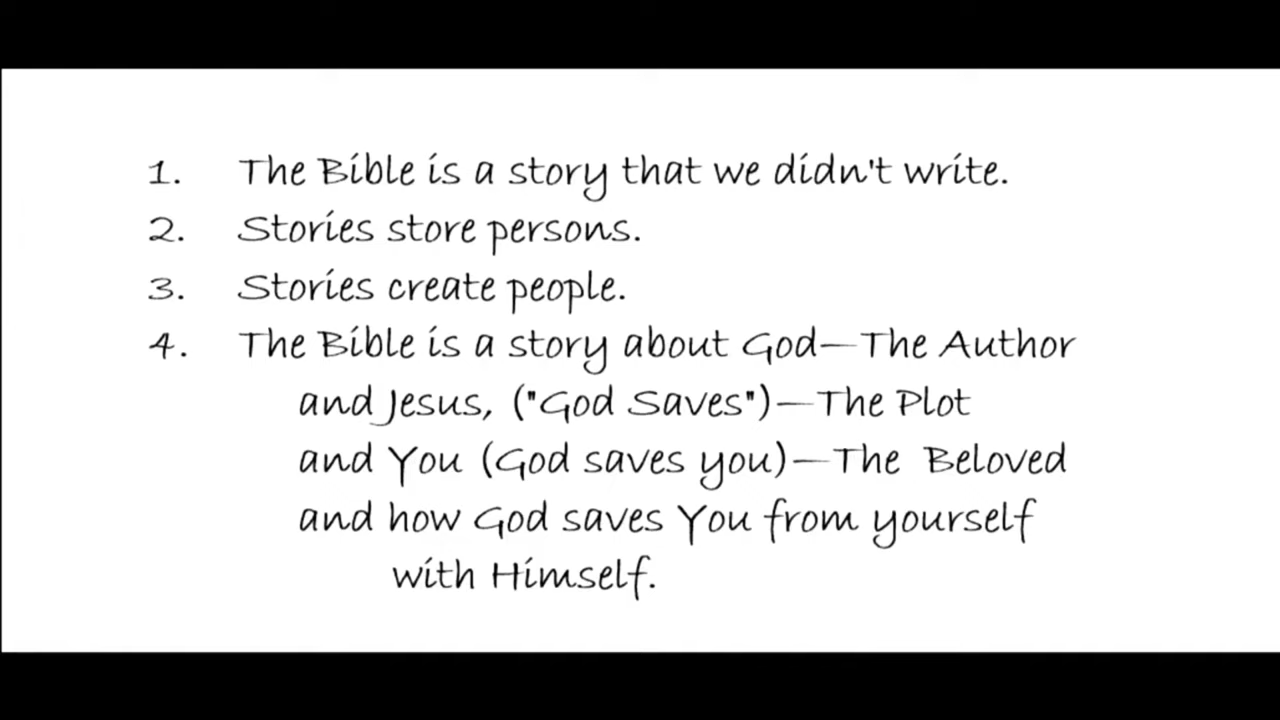 1. The Bible is a story that we didn't write.
2. Stories store persons.
3. Stories create people.
4. The Bible is a story about God—The Author
and Jesus, ("God Saves")—The Plot
and You (God saves you)—The Beloved
and how God saves You from yourself
with Himself.